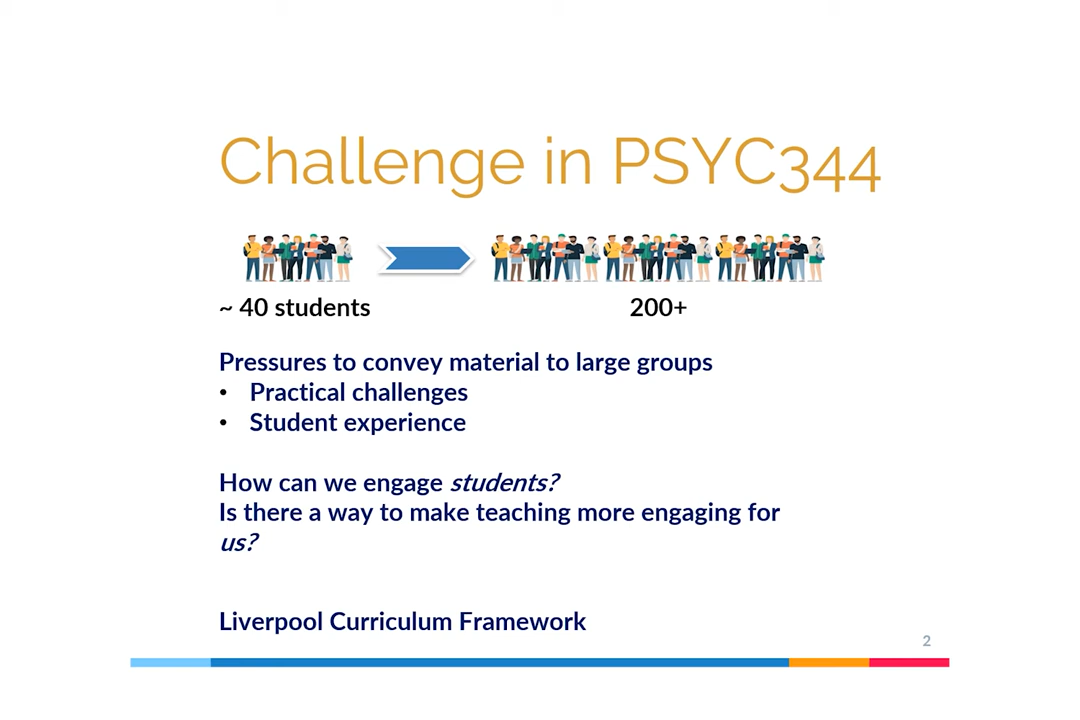 Challenge in PSYC344
~ 40 students
200+
Pressures to convey material to large groups
• Practical challenges
• Student experience
How can we engage students?
Is there a way to make teaching more engaging for
us?
Liverpool Curriculum Framework
2